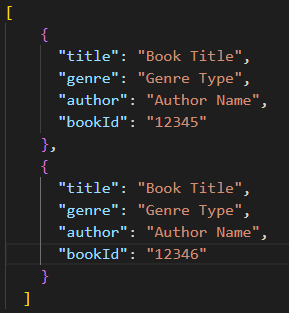 [
    {
      "title": "Book Title",
      "genre": "Genre Type",
      "author": "Author Name",
      "bookId": "12345"
    },
    {
      "title": "Book Title",
      "genre": "Genre Type",
      "author": "Author Name",
      "bookId": "12346"
    }
  ]